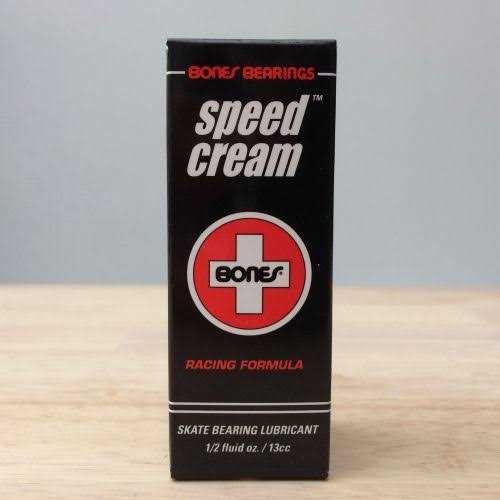 BONES BEARINGS
speed™
cream
BONES®
RACING FORMULA
SKATE BEARING LUBRICANT
1/2 fluid oz. / 13cc